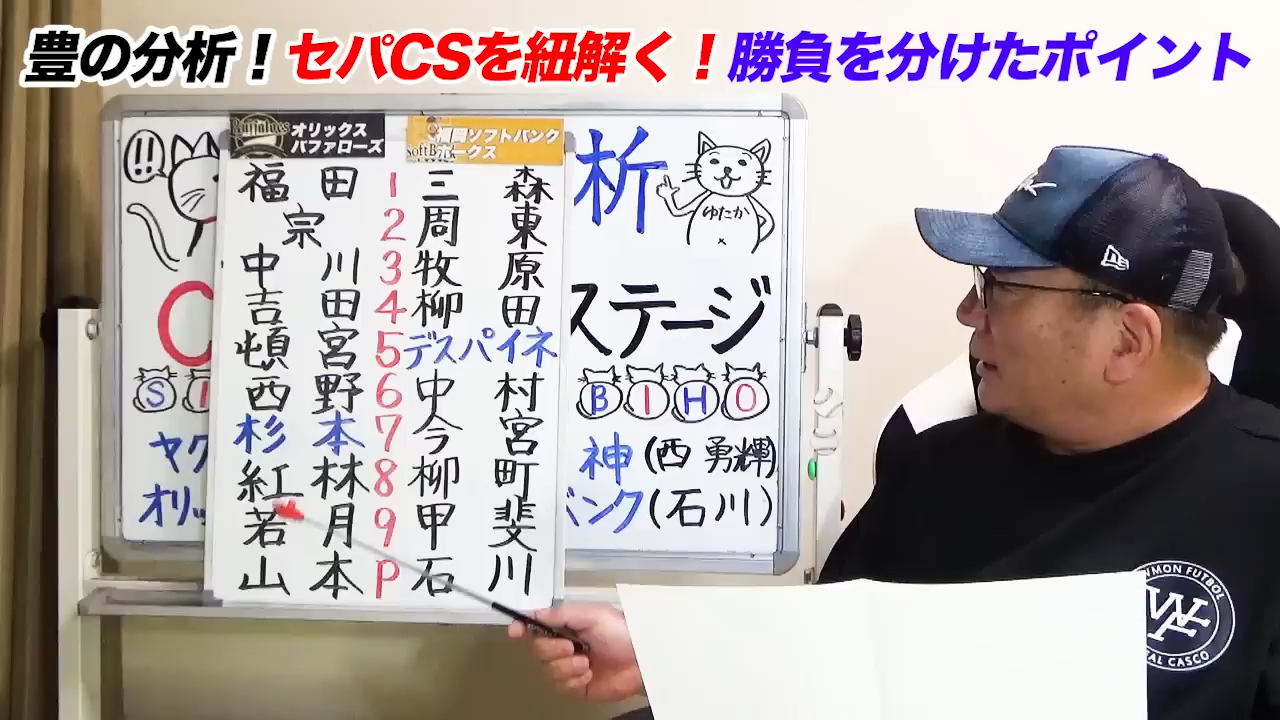 豊の分析！セパCSを紐解く！勝負を分けたポイント
!!
Buffaloes オリックス
バファローズ
福岡ソフトバンク
SoftBank ホークス
析
ゆたか
福田 1 三森
宗 2 周東
中川 3 牧原
吉田 4 柳田
頓宮 5 デスパイネ
西野 6 中村
杉本 7 今宮
紅林 8 柳町
若月 9 甲斐
山本 P 石川
C
ステージ
S I
B I H O
ヤク
神(西勇輝)
オリッ
バンク(石川)
NE
WF